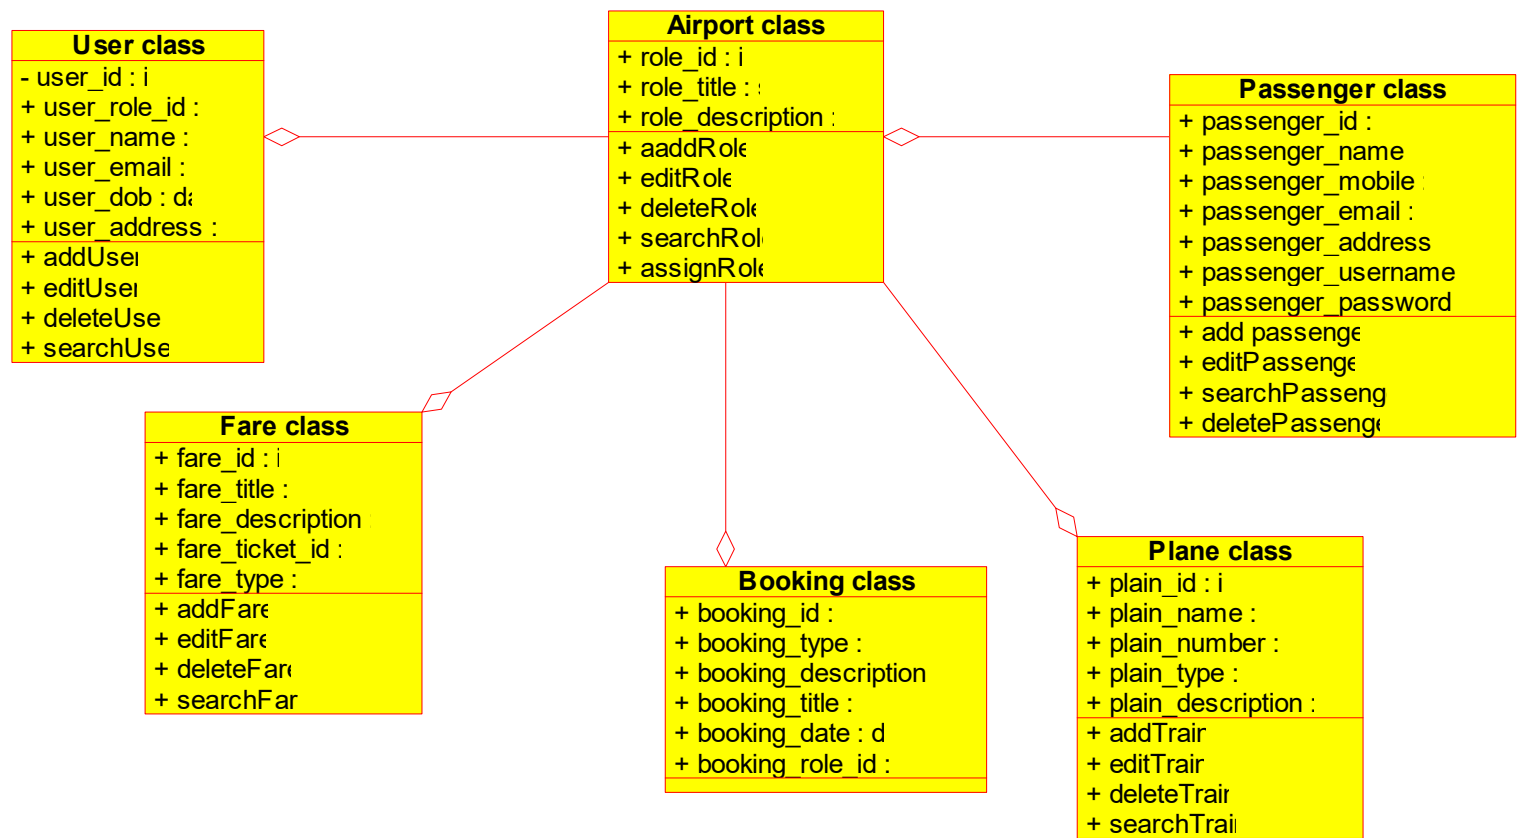 User class
- user_id : i
+ user_role_id :
+ user_name :
+ user_email :
+ user_dob : da
+ user_address :
+ addUser
+ editUser
+ deleteUse
+ searchUse
Airport class
+ role_id : i
+ role_title :
+ role_description :
+ aaddRole
+ editRole
+ deleteRole
+ searchRol
+ assignRole
Passenger class
+ passenger_id :
+ passenger_name
+ passenger_mobile :
+ passenger_email :
+ passenger_address
+ passenger_username
+ passenger_password
+ add passenge
+ editPassenge
+ searchPasseng
+ deletePassenge
Fare class
+ fare_id : i
+ fare_title :
+ fare_description :
+ fare_ticket_id :
+ fare_type :
+ addFare
+ editFare
+ deleteFare
+ searchFar
Booking class
+ booking_id :
+ booking_type :
+ booking_description
+ booking_title :
+ booking_date : d
+ booking_role_id :
Plane class
+ plain_id : i
+ plain_name :
+ plain_number :
+ plain_type :
+ plain_description :
+ addTrain
+ editTrain
+ deleteTrain
+ searchTrai